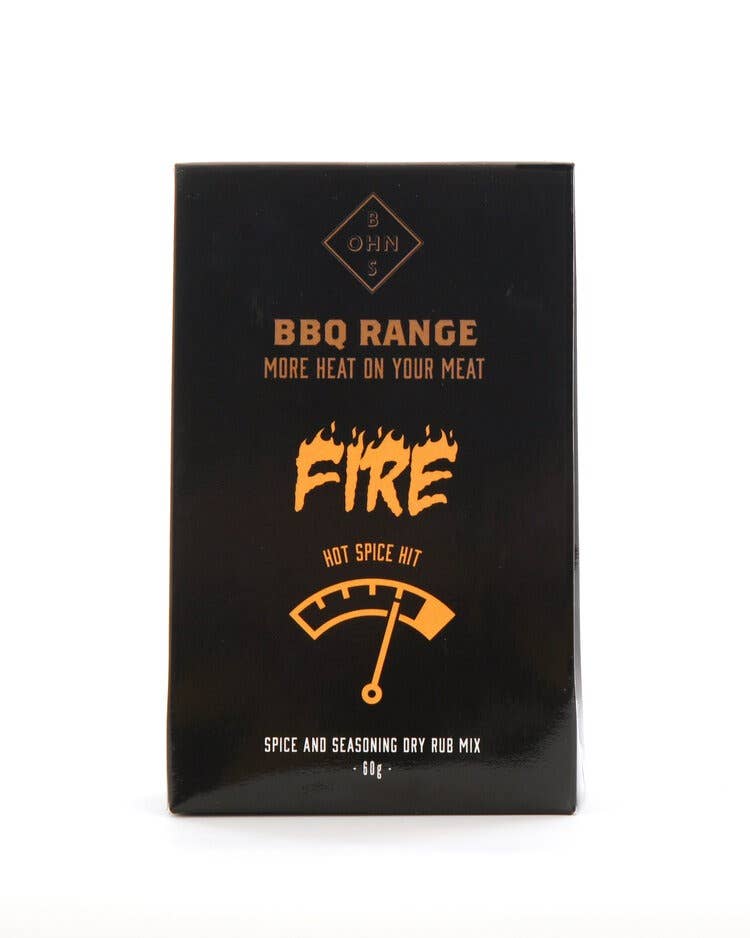 B
OHN
S
BBQ RANGE
MORE HEAT ON YOUR MEAT
FIRE
HOT SPICE HIT
SPICE AND SEASONING DRY RUB MIX
- 60g -